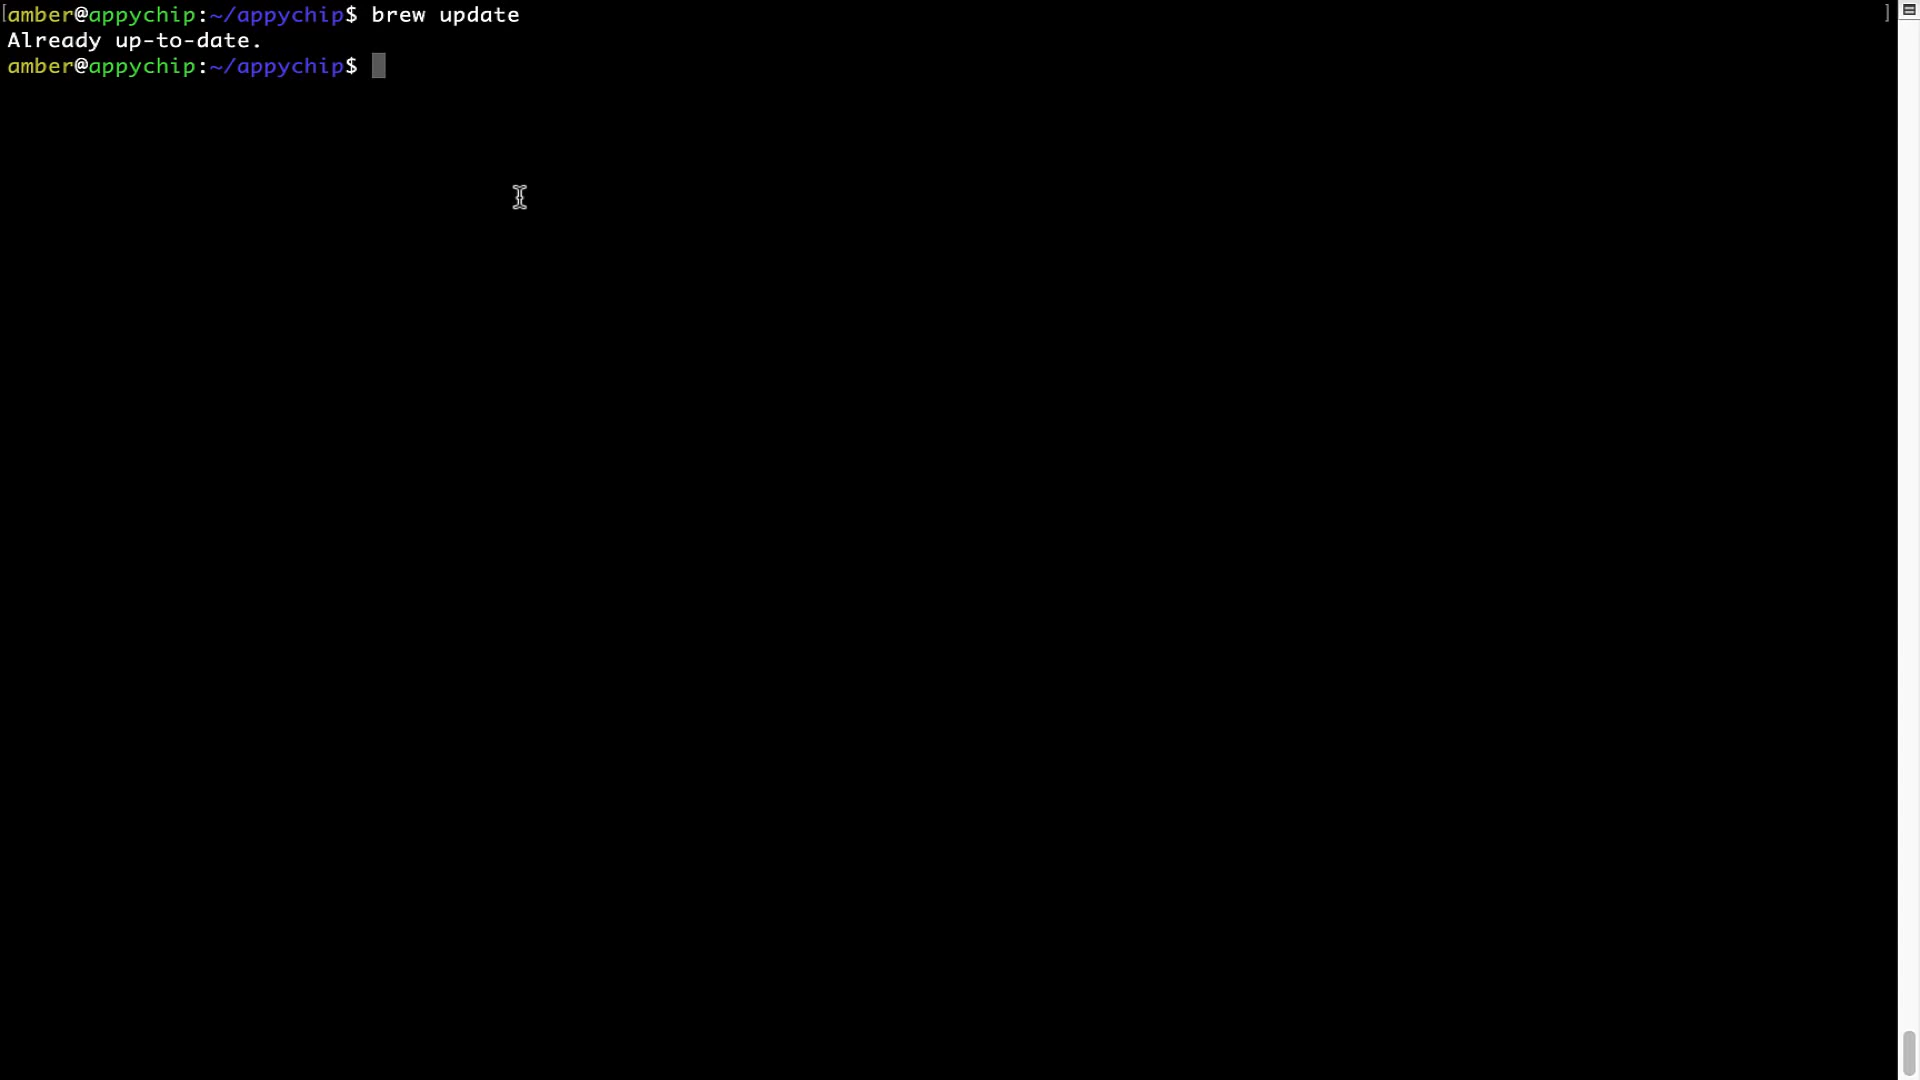 [amber@appychip:~/appychip$ brew update ]
Already up-to-date.
amber@appychip:~/appychip$